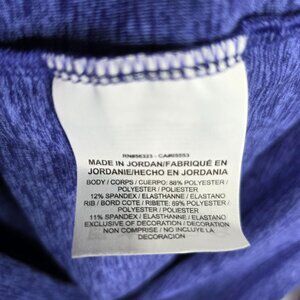 RN#56323 - CA#05553
MADE IN JORDAN/FABRIQUÉ EN
JORDANIE/HECHO EN JORDANIA
BODY / CORPS / CUERPO: 88% POLYESTER /
POLYESTER / POLIESTER
12% SPANDEX / ELASTHANNE / ELASTANO
RIB / BORD COTE / RIBETE: 89% POLYESTER /
POLYESTER / POLIESTER
11% SPANDEX / ELASTHANNE / ELASTANO
EXCLUSIVE OF DECORATION / DECORATION
NON COMPRISE / NO INCLUYE LA
DECORACION